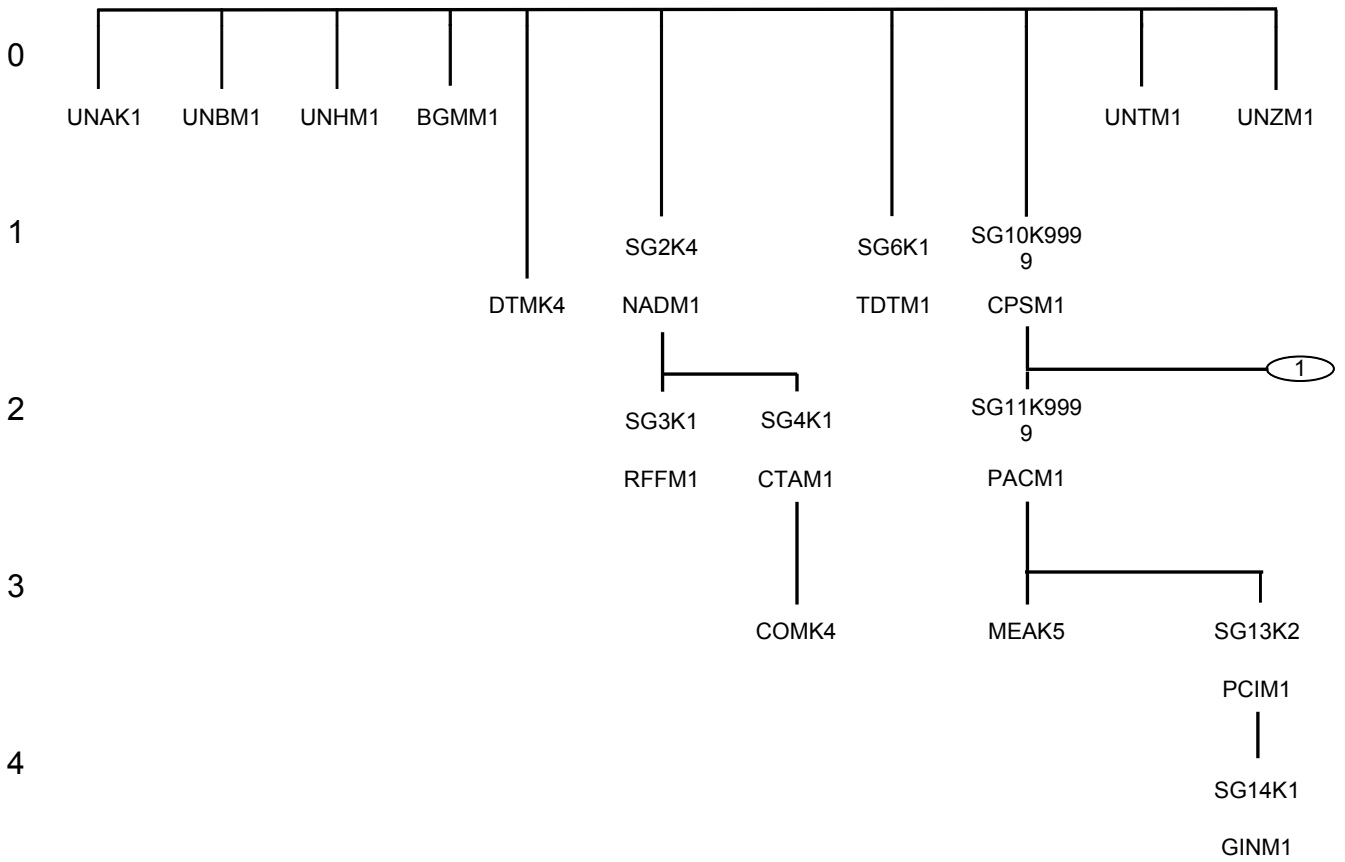 0
UNAK1 UNBM1 UNHM1 BGMM1 UNTM1 UNZM1
1
SG2K4 SG6K1 SG10K999
9
DTMK4 NADM1 TDTM1 CPSM1
1
2
SG3K1 SG4K1 SG11K999
9
RFFM1 CTAM1 PACM1
3
COMK4 MEAK5 SG13K2
PCIM1
4
SG14K1
GINM1